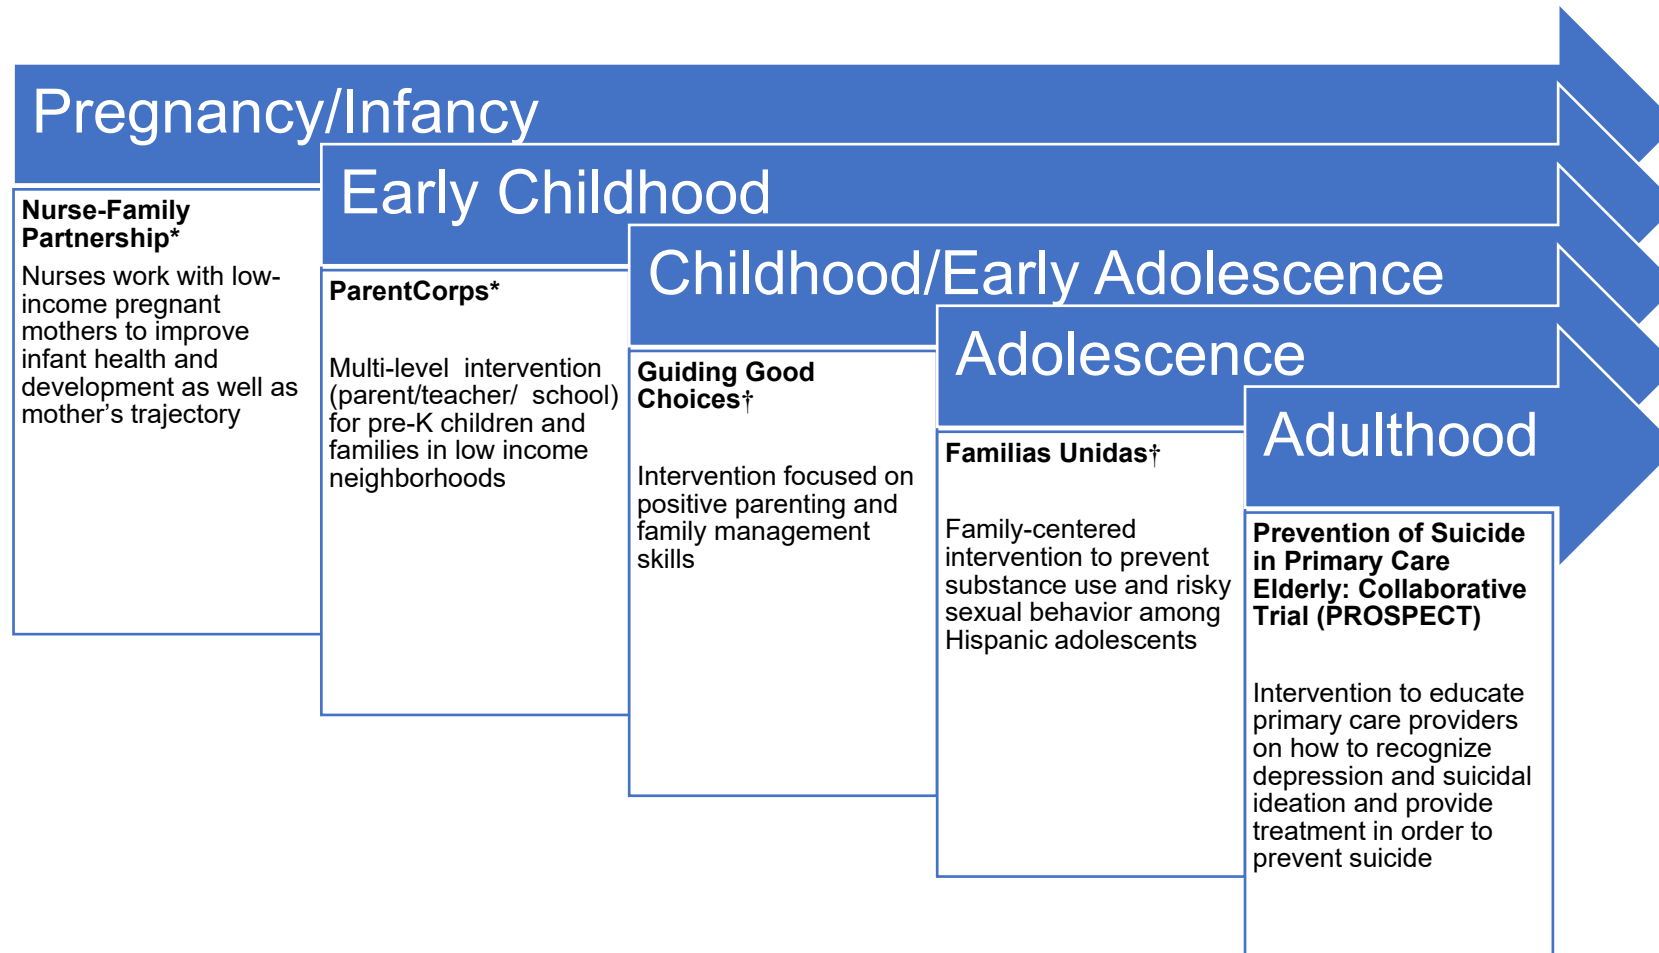 Pregnancy/Infancy
Nurse-Family
Partnership*
Nurses work with low-
income pregnant
mothers to improve
infant health and
development as well as
mother’s trajectory
Early Childhood
ParentCorps*
Multi-level intervention
(parent/teacher/ school)
for pre-K children and
families in low income
neighborhoods
Childhood/Early Adolescence
Guiding Good
Choices†
Intervention focused on
positive parenting and
family management
skills
Adolescence
Familias Unidas†
Family-centered
intervention to prevent
substance use and risky
sexual behavior among
Hispanic adolescents
Adulthood
Prevention of Suicide
in Primary Care
Elderly: Collaborative
Trial (PROSPECT)
Intervention to educate
primary care providers
on how to recognize
depression and suicidal
ideation and provide
treatment in order to
prevent suicide